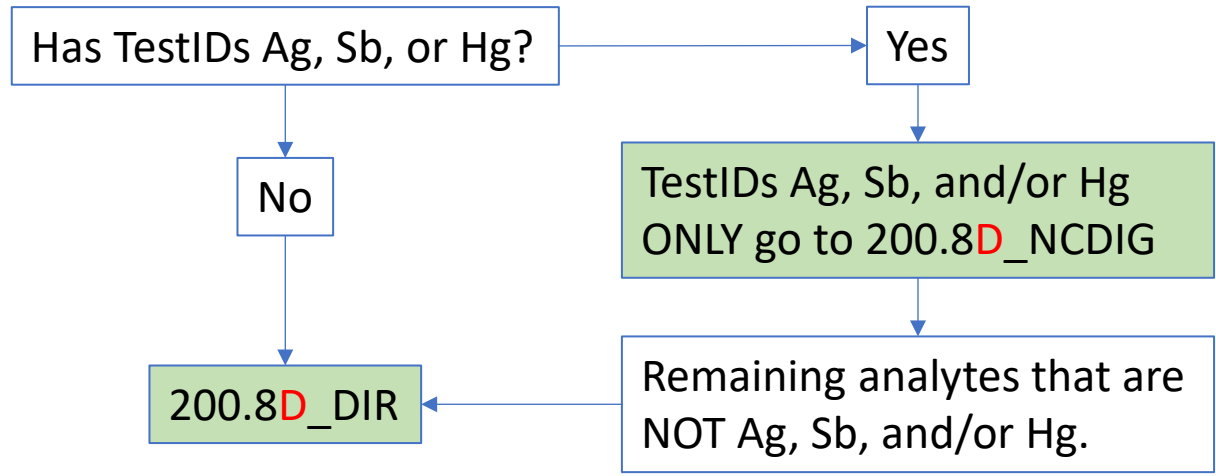 Has TestIDs Ag, Sb, or Hg?
Yes
No
TestIDs Ag, Sb, and/or Hg
ONLY go to 200.8D_NCDIG
Remaining analytes that are
NOT Ag, Sb, and/or Hg.
200.8D_DIR